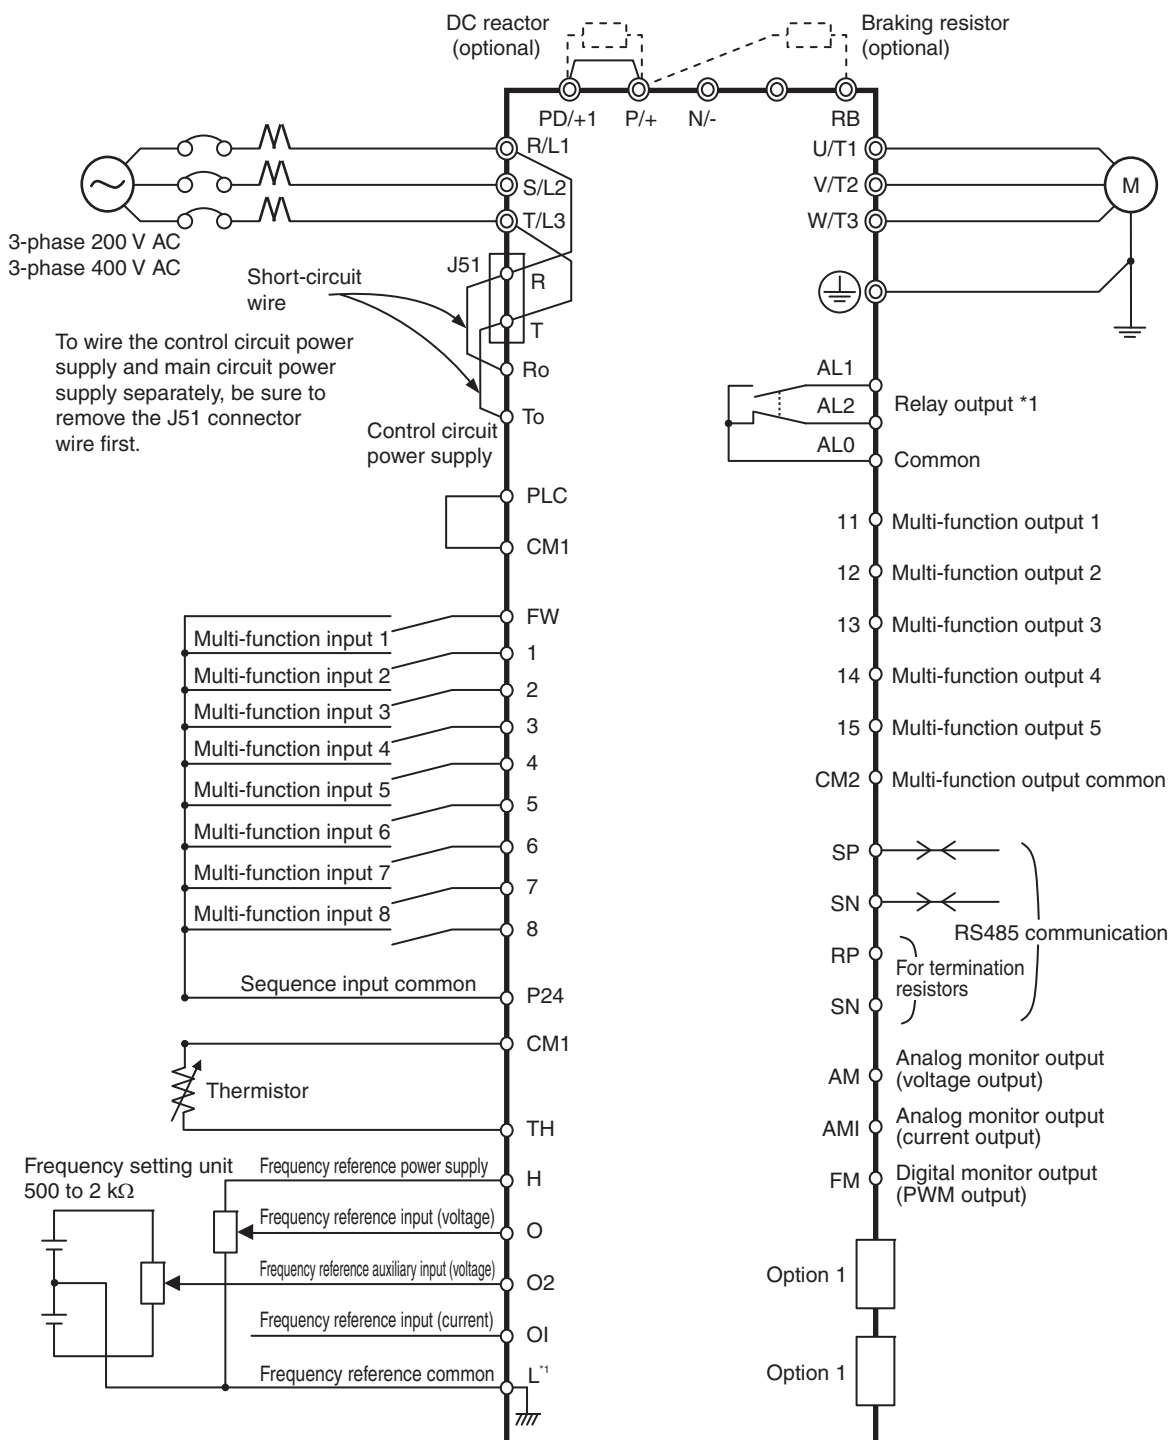 DC reactor
(optional)
Braking resistor
(optional)
PD/+1
P/+
N/-
RB
R/L1
S/L2
T/L3
U/T1
V/T2
W/T3
M
3-phase 200 V AC
3-phase 400 V AC
J51
R
T
Short-circuit
wire
To wire the control circuit power
supply and main circuit power
supply separately, be sure to
remove the J51 connector
wire first.
Ro
To
Control circuit
power supply
AL1
AL2
Relay output *1
AL0
Common
PLC
CM1
11
Multi-function output 1
12
Multi-function output 2
13
Multi-function output 3
14
Multi-function output 4
15
Multi-function output 5
CM2
Multi-function output common
FW
Multi-function input 1
1
Multi-function input 2
2
Multi-function input 3
3
Multi-function input 4
4
Multi-function input 5
5
Multi-function input 6
6
Multi-function input 7
7
Multi-function input 8
8
Sequence input common
P24
CM1
Thermistor
TH
SP
SN
RS485 communication
RP
For termination
resistors
SN
AM
Analog monitor output
(voltage output)
AMI
Analog monitor output
(current output)
FM
Digital monitor output
(PWM output)
Frequency setting unit
500 to 2 kΩ
Frequency reference power supply
H
Frequency reference input (voltage)
O
Frequency reference auxiliary input (voltage)
O2
Frequency reference input (current)
OI
Frequency reference common
L*1
Option 1
Option 1